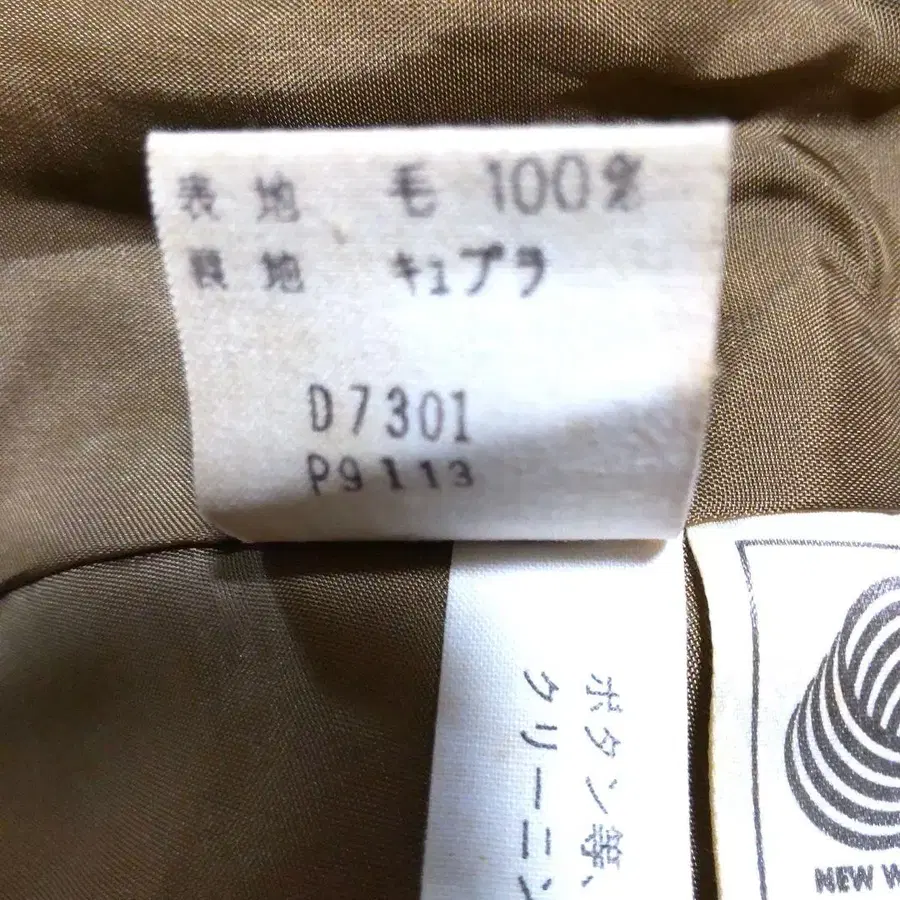 表地 毛 100%
裏地 キュプラ
D7301
P9113
ボタン等、
クリーニン
NEW W